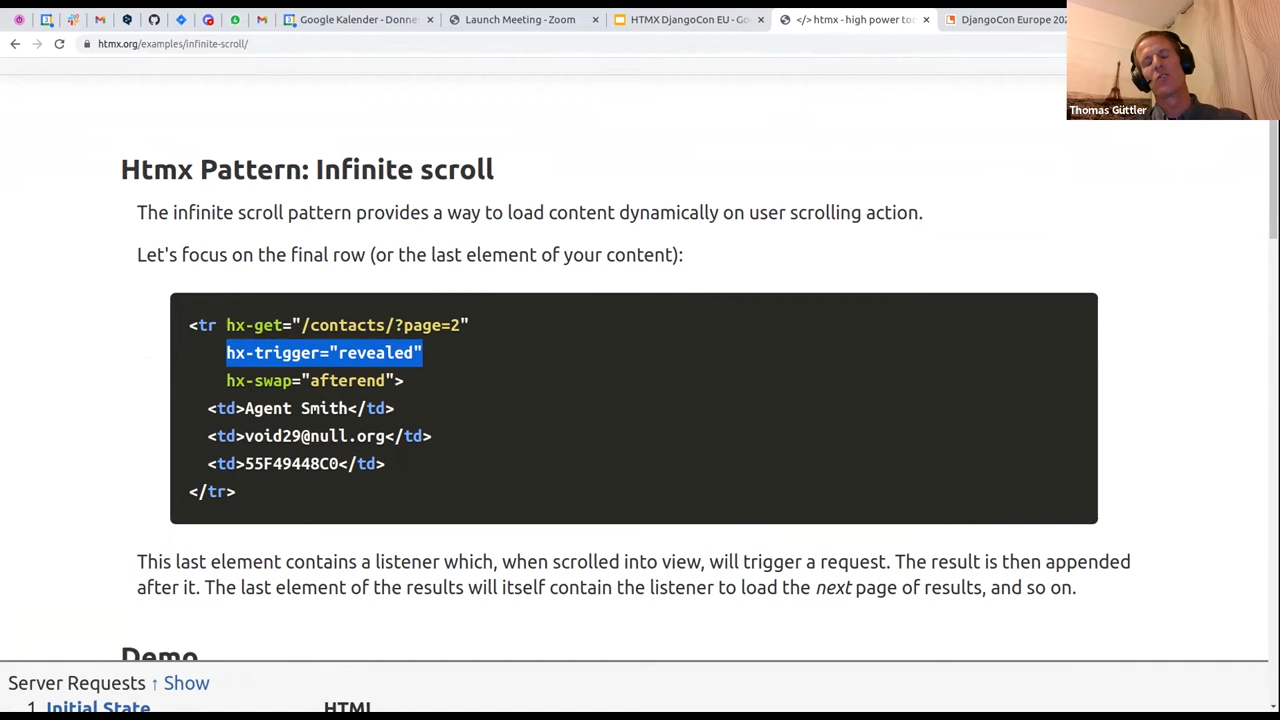 Google Kalender - Donne
Launch Meeting - Zoom
HTMX DjangoCon EU - Go
</> htmx - high power too
DjangoCon Europe 202
htmx.org/examples/infinite-scroll/
Thomas Güttler
Htmx Pattern: Infinite scroll
The infinite scroll pattern provides a way to load content dynamically on user scrolling action.
Let's focus on the final row (or the last element of your content):
<tr hx-get="/contacts/?page=2"
hx-trigger="revealed"
hx-swap="afterend">
<td>Agent Smith</td>
<td>void29@null.org</td>
<td>55F49448C0</td>
</tr>
This last element contains a listener which, when scrolled into view, will trigger a request. The result is then appended
after it. The last element of the results will itself contain the listener to load the next page of results, and so on.
Demo
Server Requests ↑ Show
1. Initial State
HTML